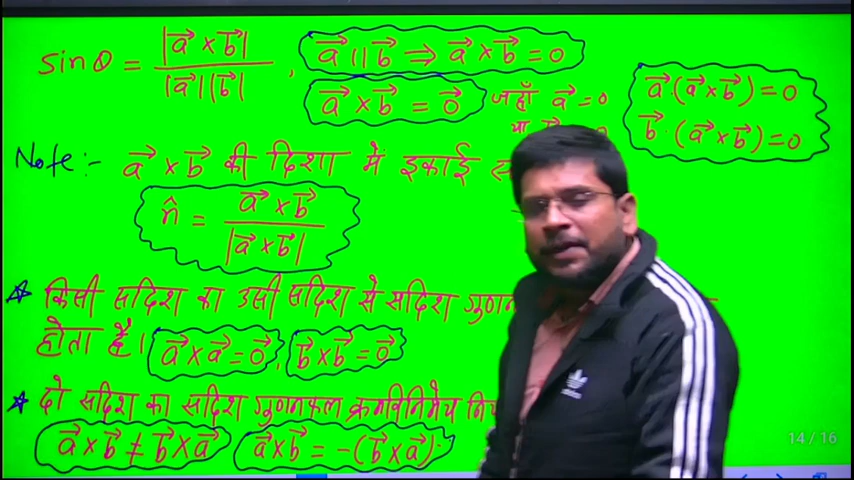 sin θ = |a⃗ × b⃗| / |a⃗||b⃗| , a⃗ || b⃗ ⇒ a⃗ × b⃗ = 0
a⃗ × b⃗ = 0⃗ जहाँ a⃗ = 0
या
a⃗·(a⃗ × b⃗) = 0
b⃗·(a⃗ × b⃗) = 0
Note :- a⃗ × b⃗ की दिशा में इकाई
n̂ = a⃗ × b⃗ / |a⃗ × b⃗|
★ किसी सदिश का उसी सदिश से सदिश
होता है। a⃗ × a⃗ = 0⃗ , b⃗ × b⃗ = 0⃗
★ दो सदिश का सदिश गुणनफल क्रमविनिमेय
a⃗ × b⃗ ≠ b⃗ × a⃗ a⃗ × b⃗ = -(b⃗ × a⃗)
adidas
14 / 16